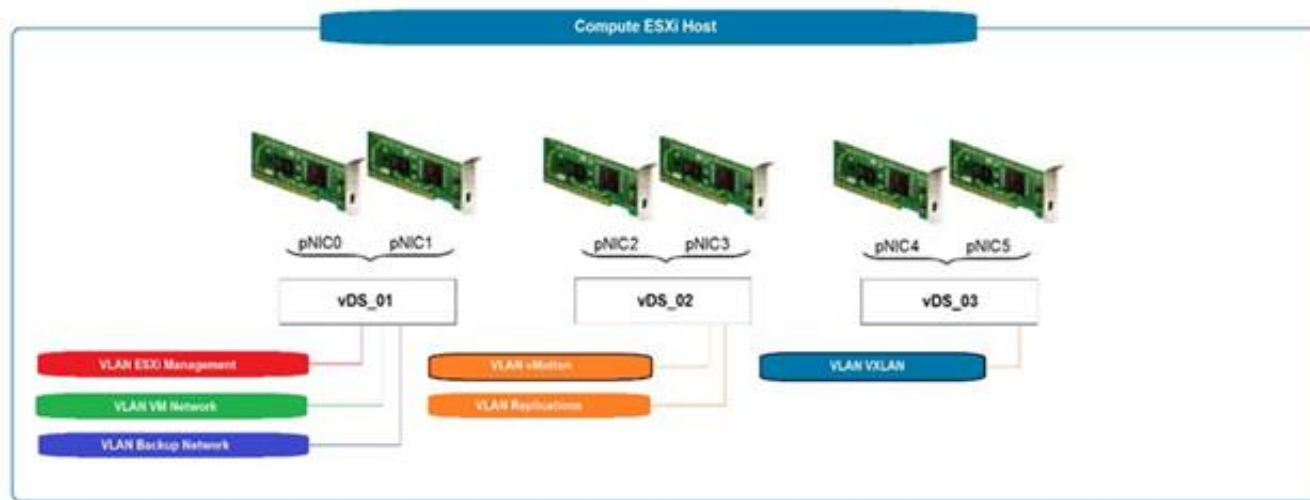 Compute ESXi Host
pNIC0 pNIC1 pNIC2 pNIC3 pNIC4 pNIC5
vDS_01 vDS_02 vDS_03
VLAN ESXi Management VLAN vMotion VLAN VXLAN
VLAN VM Network VLAN Replications
VLAN Backup Network